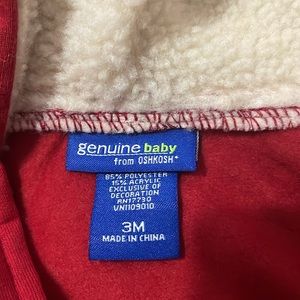 genuine baby
from OSHKOSH
85% POLYESTER
15% ACRYLIC
EXCLUSIVE OF
DECORATION
RN17730
VN1109010
3M
MADE IN CHINA